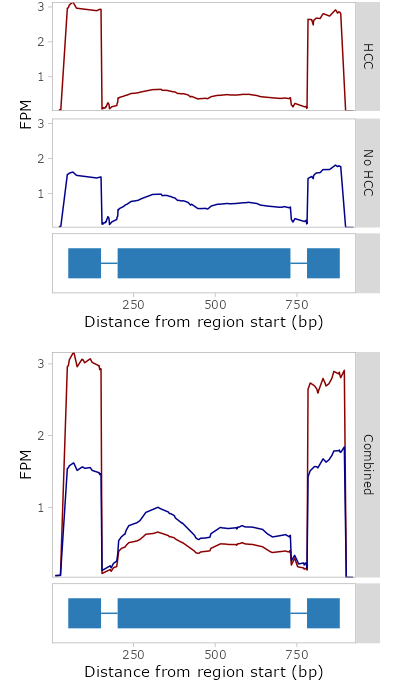 3
2
1
HCC
FPM
3
2
1
No HCC
250
500
750
Distance from region start (bp)
3
2
1
FPM
Combined
250
500
750
Distance from region start (bp)